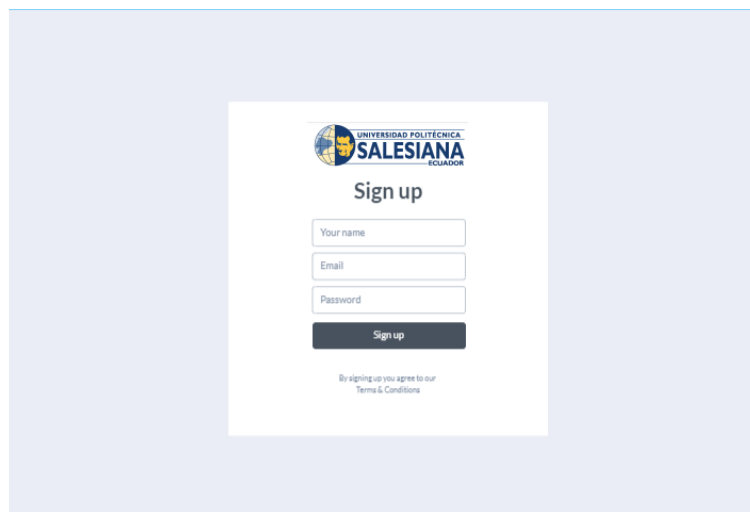 UNIVERSIDAD POLITÉCNICA
SALESIANA
ECUADOR
Sign up
Your name
Email
Password
Sign up
By signing up you agree to our
Terms & Conditions